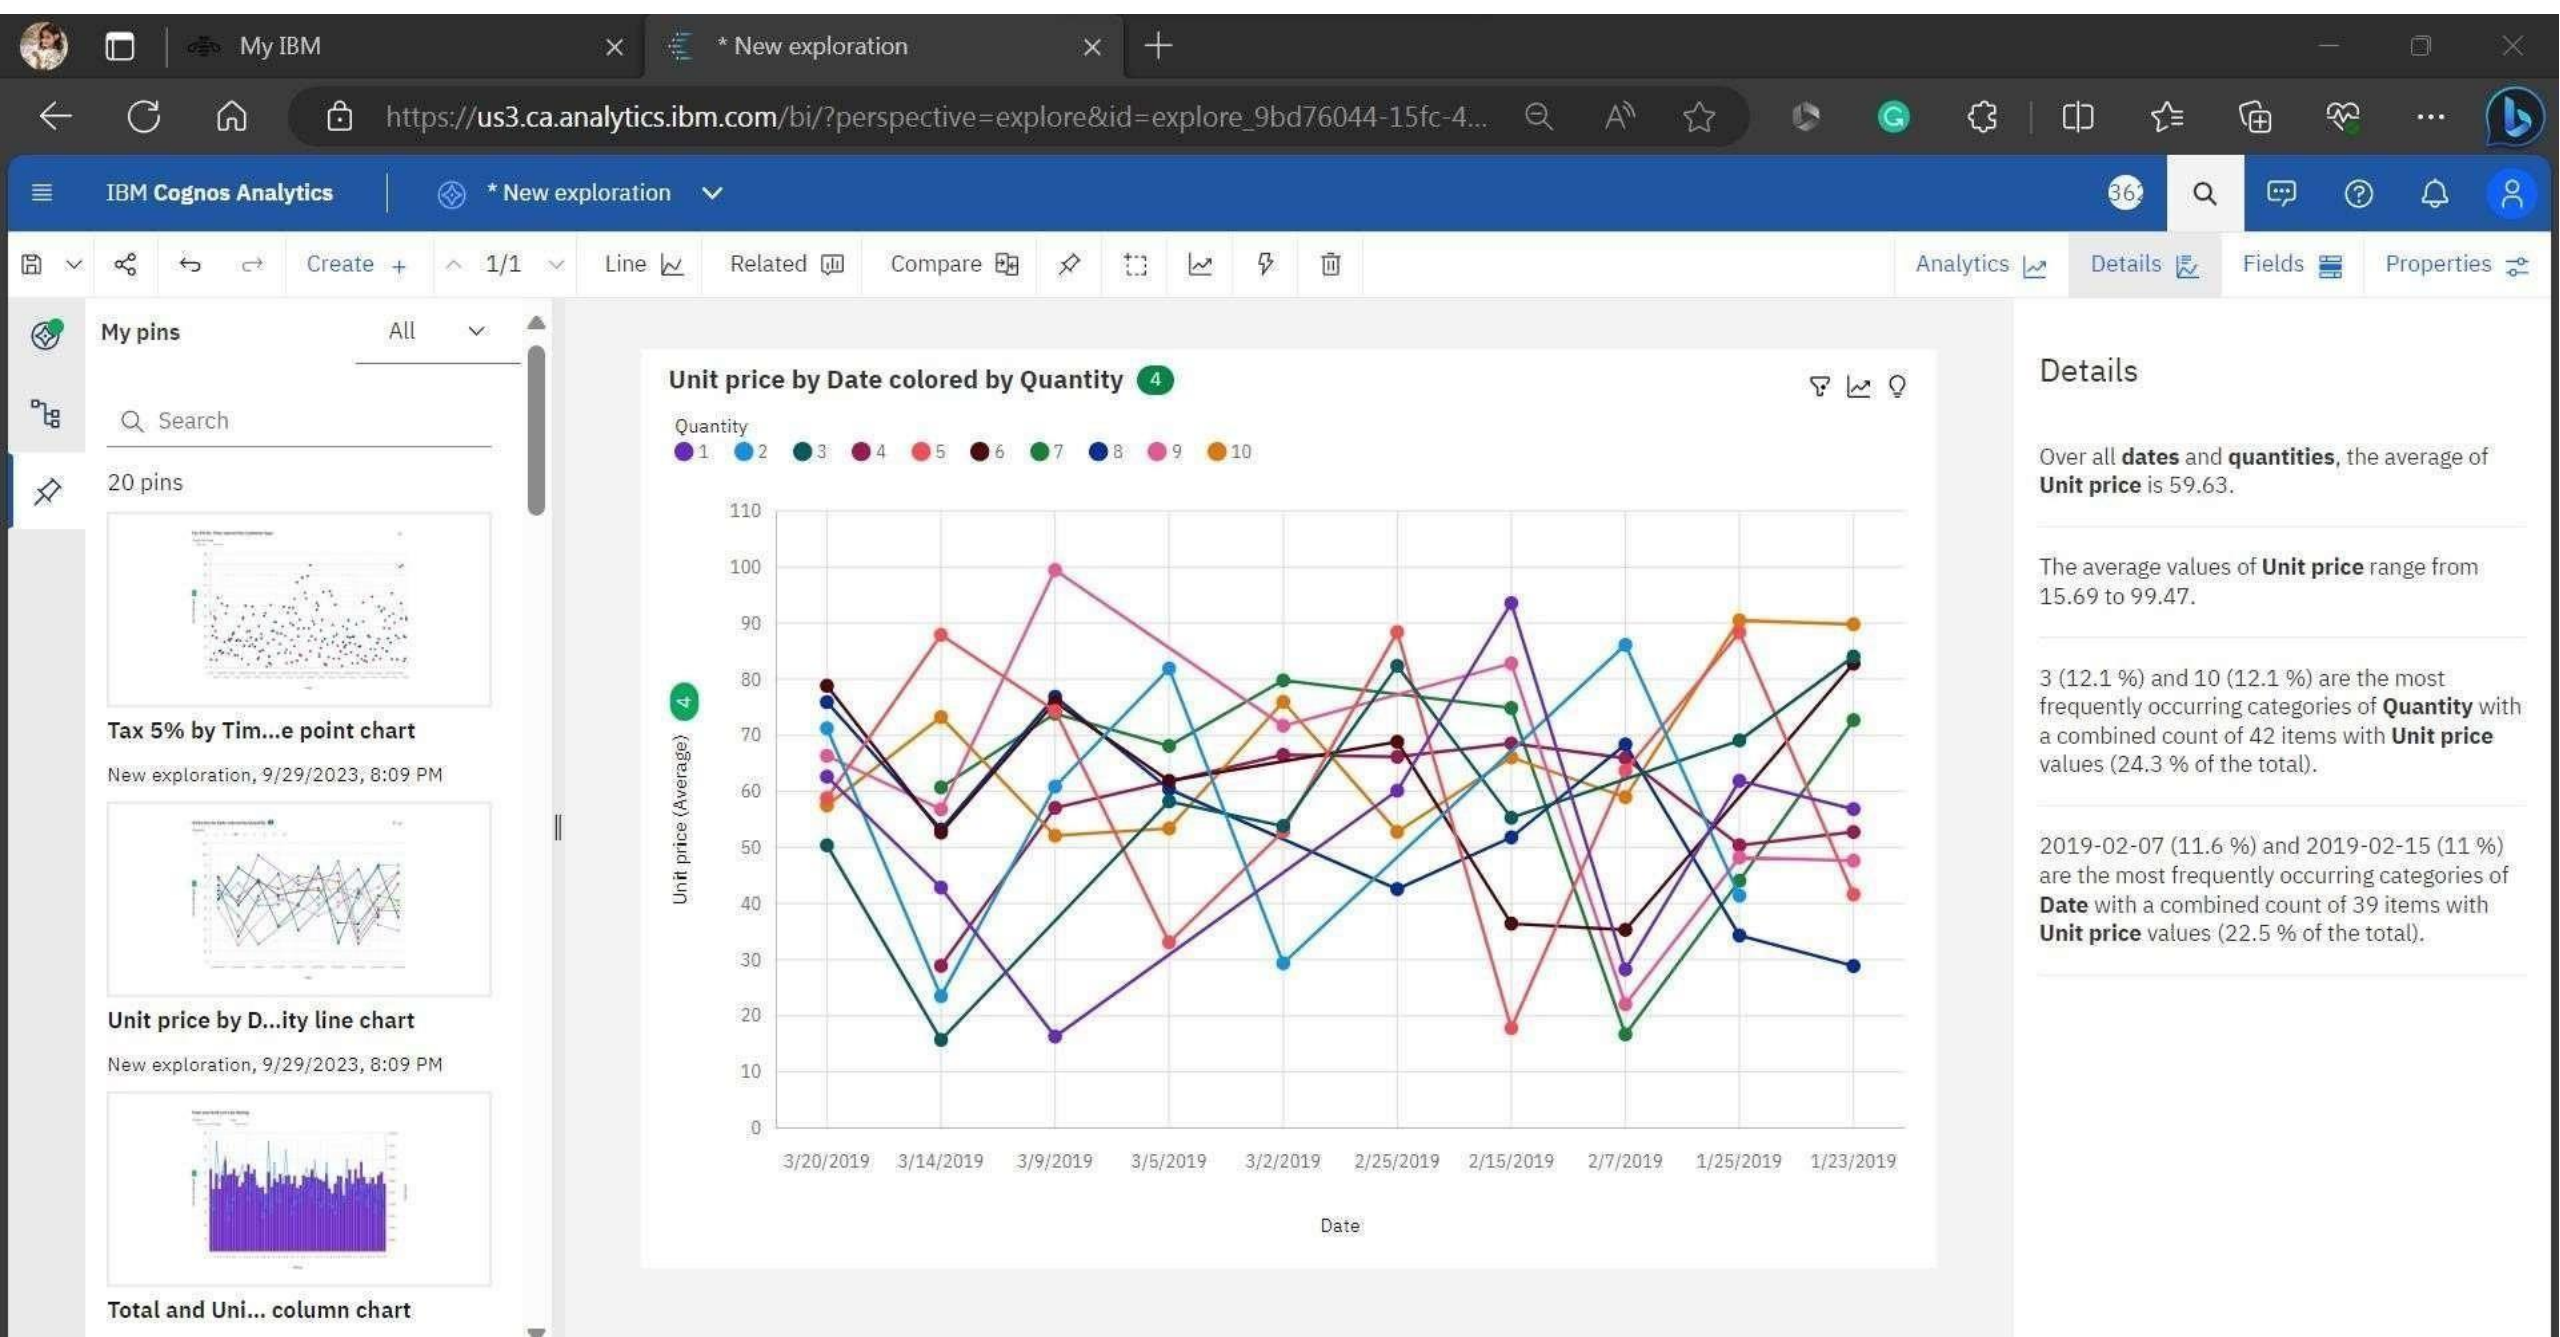 My IBM
* New exploration
https://us3.ca.analytics.ibm.com/bi/?perspective=explore&id=explore_9bd76044-15fc-4...
IBM Cognos Analytics
* New exploration
Create +
1/1
Line
Related
Compare
Analytics
Details
Fields
Properties
My pins
All
Search
20 pins
Tax 5% by Tim...e point chart
New exploration, 9/29/2023, 8:09 PM
Unit price by D...ity line chart
New exploration, 9/29/2023, 8:09 PM
Total and Uni... column chart
Unit price by Date colored by Quantity 4
Quantity
1 2 3 4 5 6 7 8 9 10
110
100
90
80
70
60
50
40
30
20
10
0
4
Unit price (Average)
3/20/2019 3/14/2019 3/9/2019 3/5/2019 3/2/2019 2/25/2019 2/15/2019 2/7/2019 1/25/2019 1/23/2019
Date
Details
Over all dates and quantities, the average of
Unit price is 59.63.
The average values of Unit price range from
15.69 to 99.47.
3 (12.1 %) and 10 (12.1 %) are the most
frequently occurring categories of Quantity with
a combined count of 42 items with Unit price
values (24.3 % of the total).
2019-02-07 (11.6 %) and 2019-02-15 (11 %)
are the most frequently occurring categories of
Date with a combined count of 39 items with
Unit price values (22.5 % of the total).